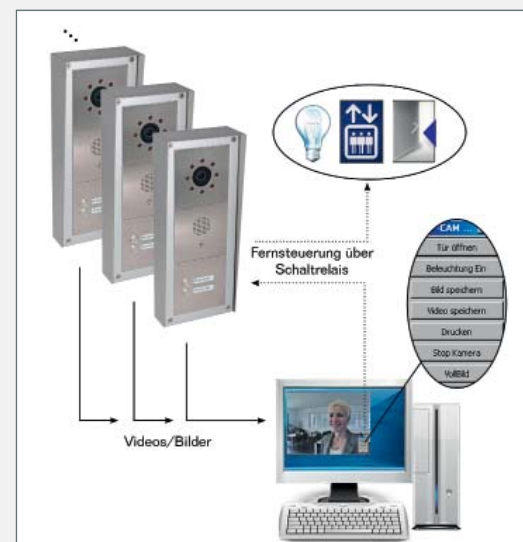 Fernsteuerung über
Schaltrelais
CAM ...
Tür öffnen
Beleuchtung Ein
Bild speichern
Video speichern
Drucken
Stop Kamera
VollBild
Videos/Bilder